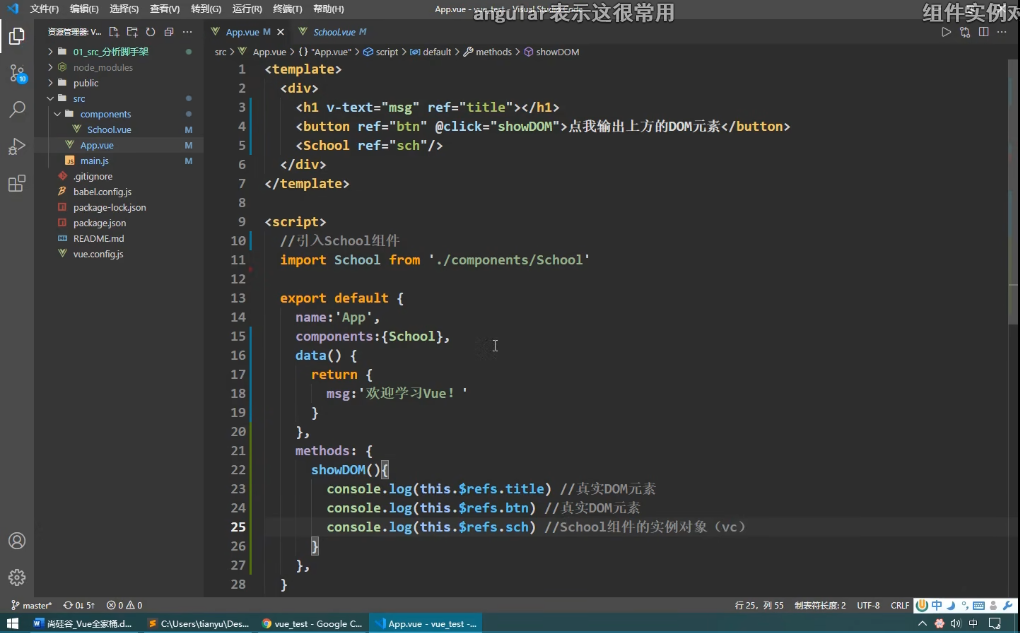 文件(F) 编辑(E) 选择(S) 查看(V) 转到(G) 运行(R) 终端(T) 帮助(H)
angular表示这很常用
组件实例对
资源管理器: V...
App.vue M
School.vue M
01_src_分析脚手架
node_modules
public
src
components
School.vue M
App.vue M
main.js M
.gitignore
babel.config.js
package-lock.json
package.json
README.md
vue.config.js
src > App.vue > {} "App.vue" > script > default > methods > showDOM
1 <template>
2 <div>
3 <h1 v-text="msg" ref="title"></h1>
4 <button ref="btn" @click="showDOM">点我输出上方的DOM元素</button>
5 <School ref="sch"/>
6 </div>
7 </template>
8
9 <script>
10 //引入School组件
11 import School from './components/School'
12
13 export default {
14 name:'App',
15 components:{School},
16 data() {
17 return {
18 msg:'欢迎学习Vue！'
19 }
20 },
21 methods: {
22 showDOM(){
23 console.log(this.$refs.title) //真实DOM元素
24 console.log(this.$refs.btn) //真实DOM元素
25 console.log(this.$refs.sch) //School组件的实例对象（vc）
26 }
27 },
28 }
master* 0↓ 5↑ 0 0
行 25，列 55 制表符长度: 2 UTF-8 CRLF 中
尚硅谷_Vue全家桶.d... C:\Users\tianyu\Des... vue_test - Google C... App.vue - vue_test -... 中